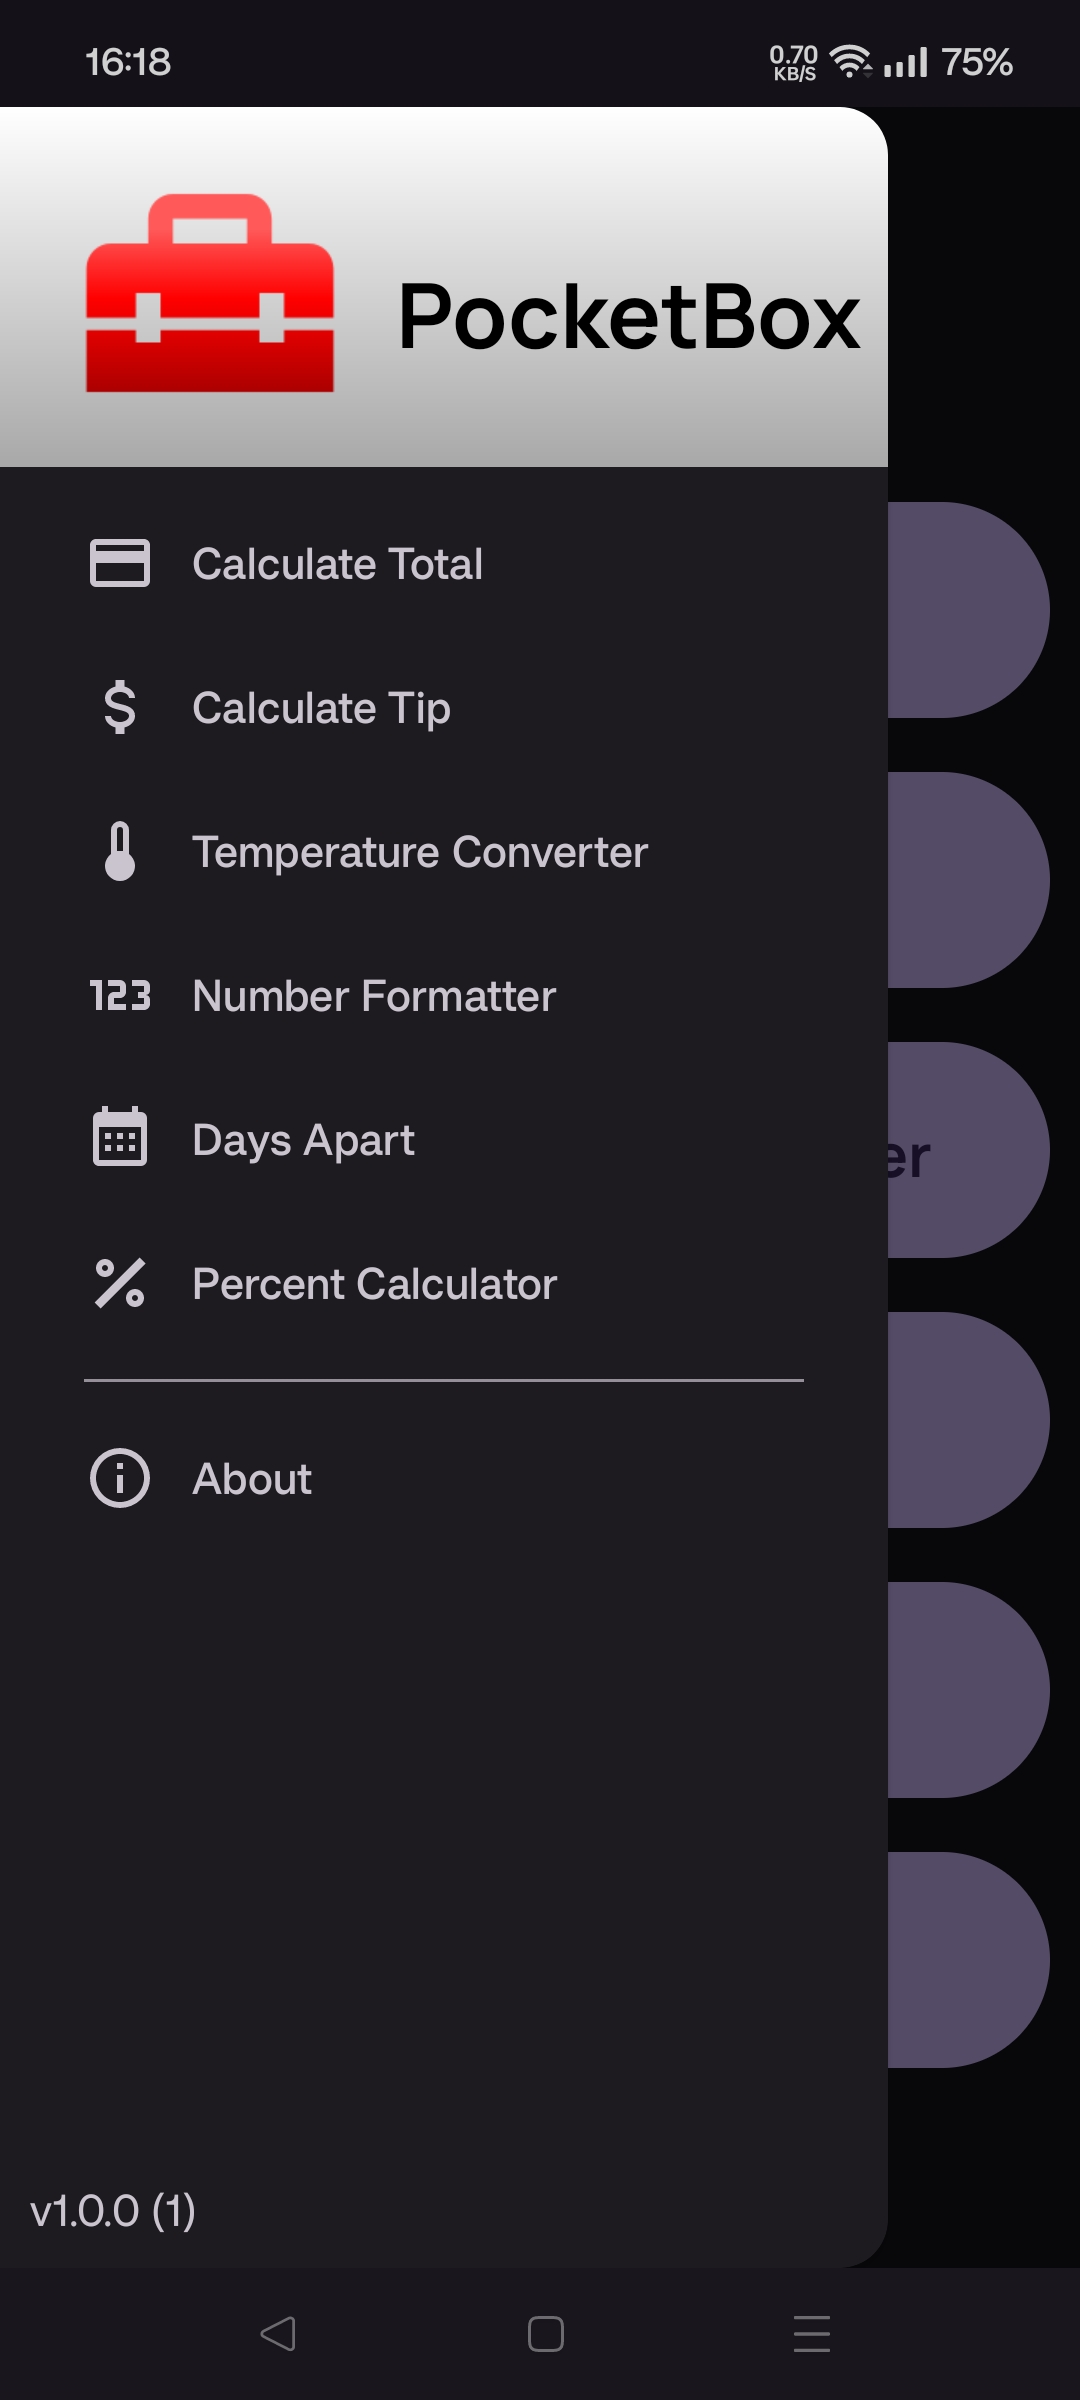 16:18
0.70
KB/S
75%
PocketBox
Calculate Total
$ Calculate Tip
Temperature Converter
123 Number Formatter
Days Apart
er
% Percent Calculator
About
v1.0.0 (1)